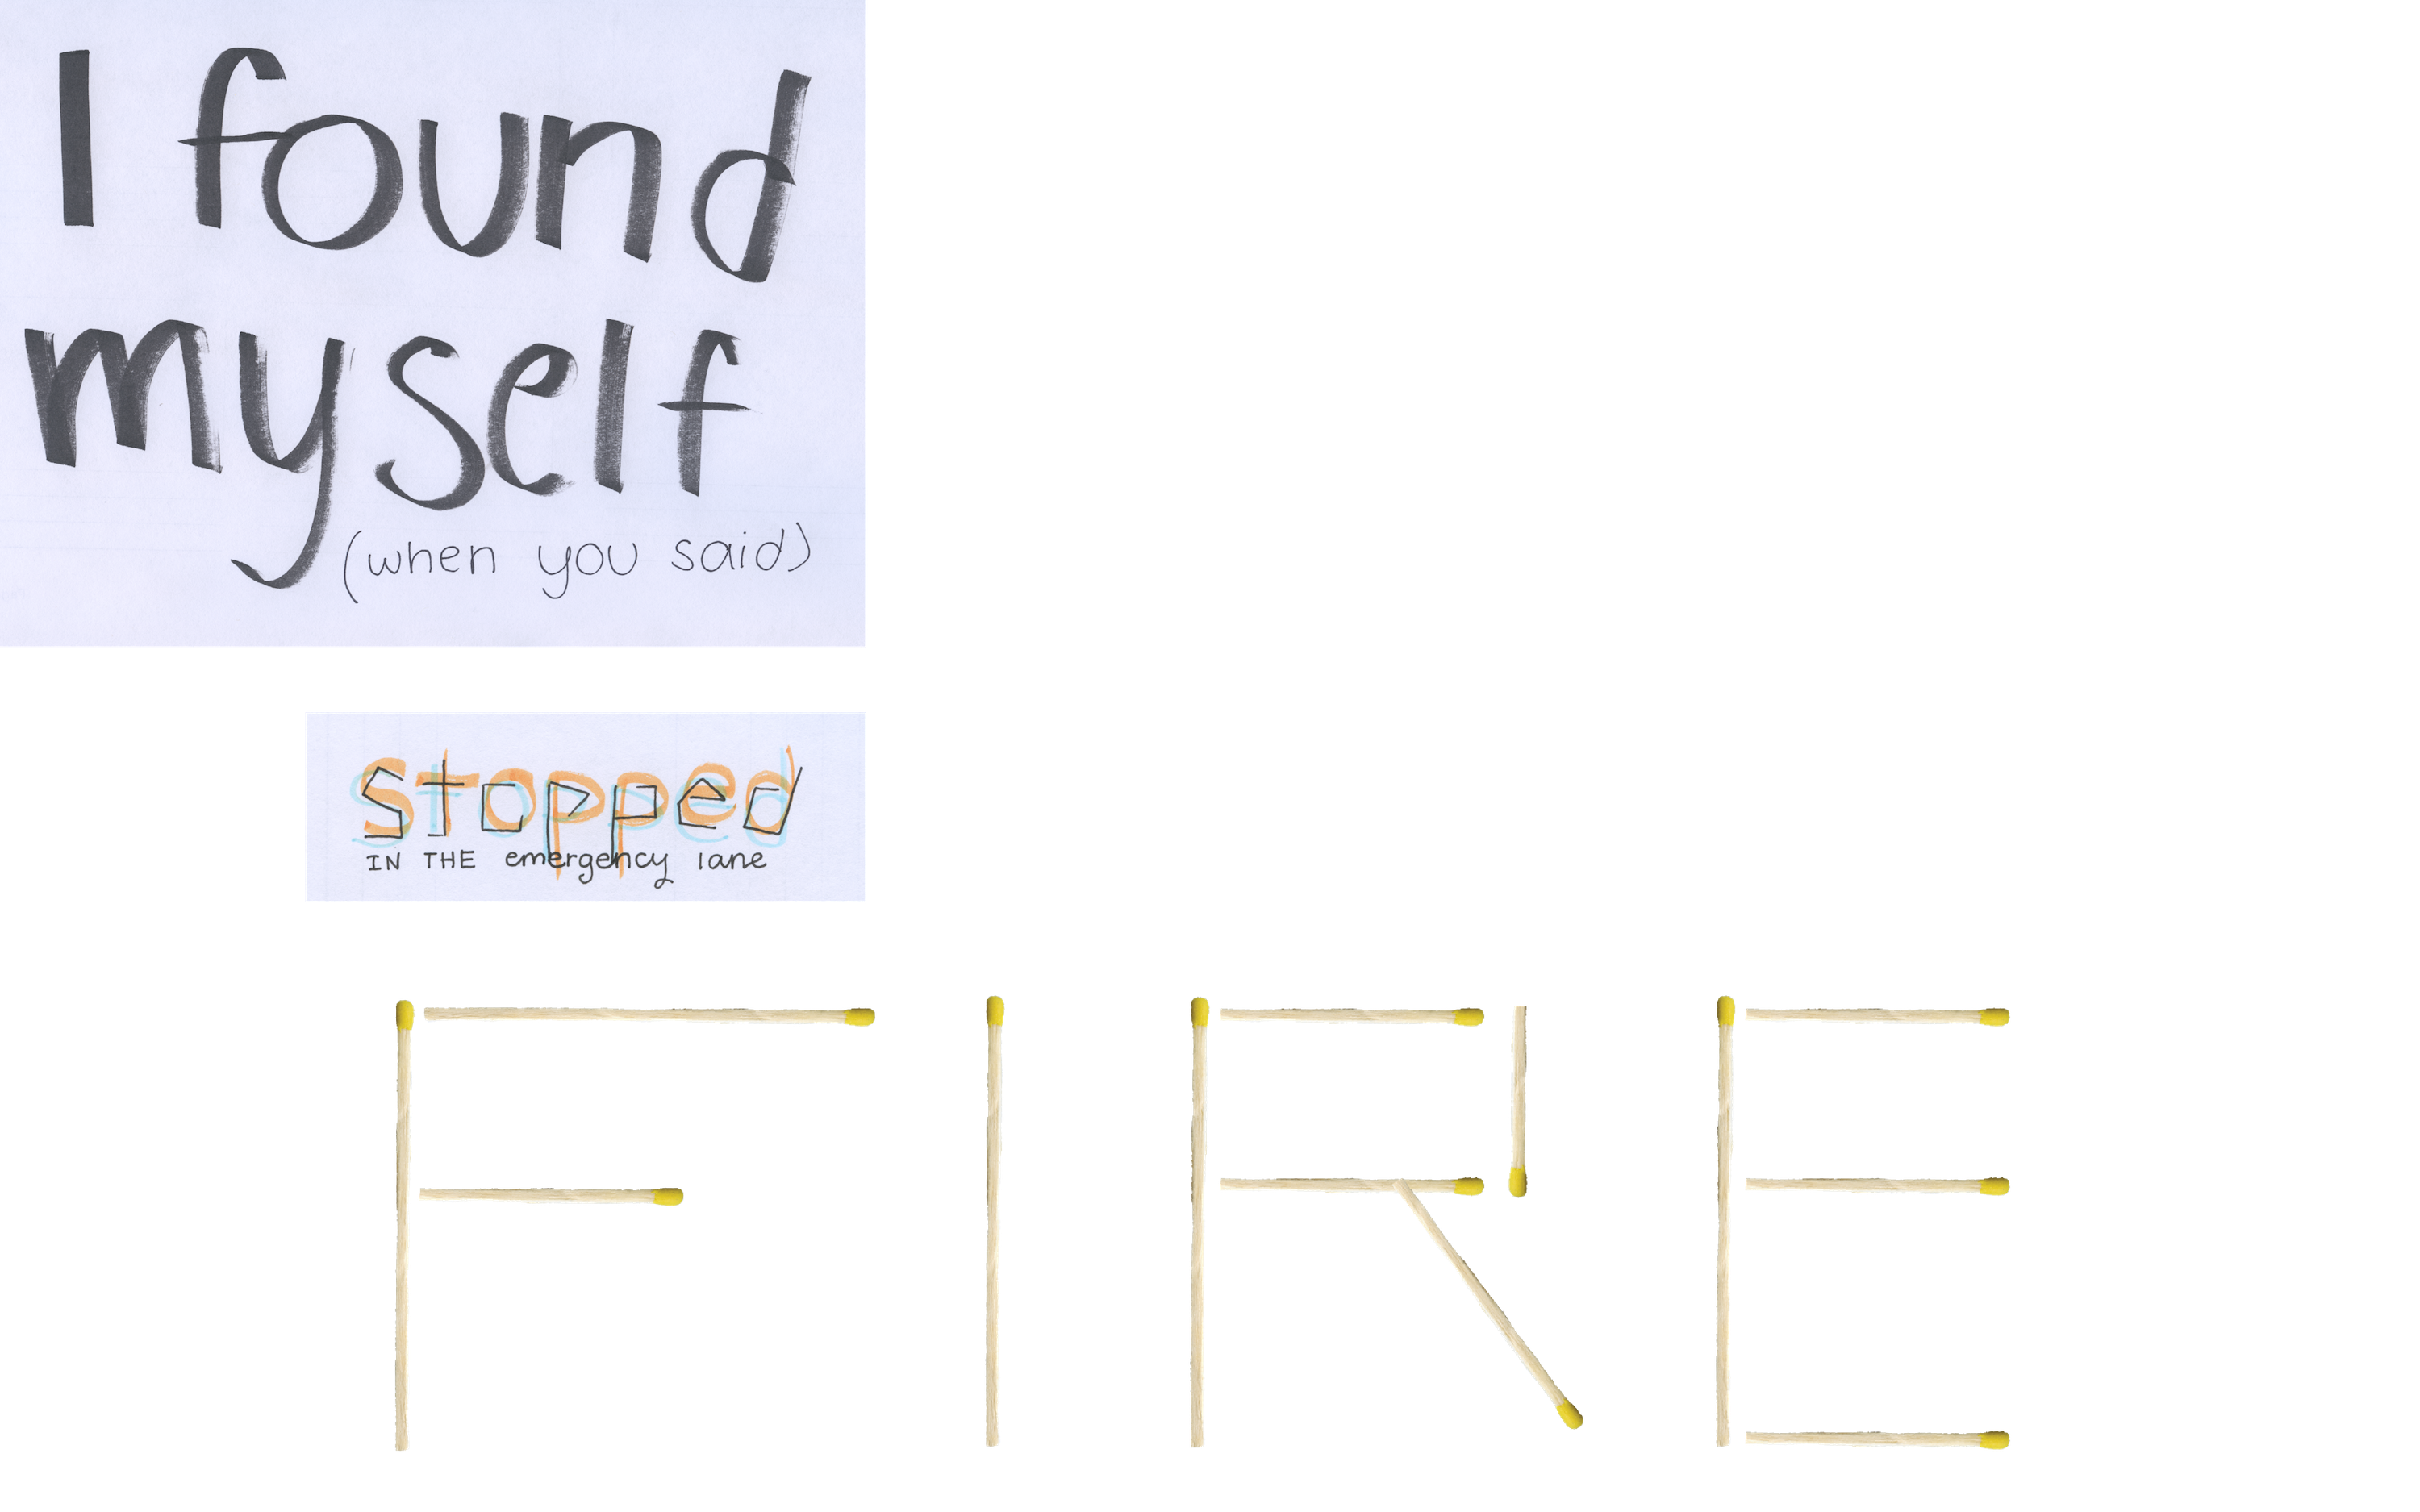 I found
myself
(when you said)
stopped
IN THE emergency lane
FIRE